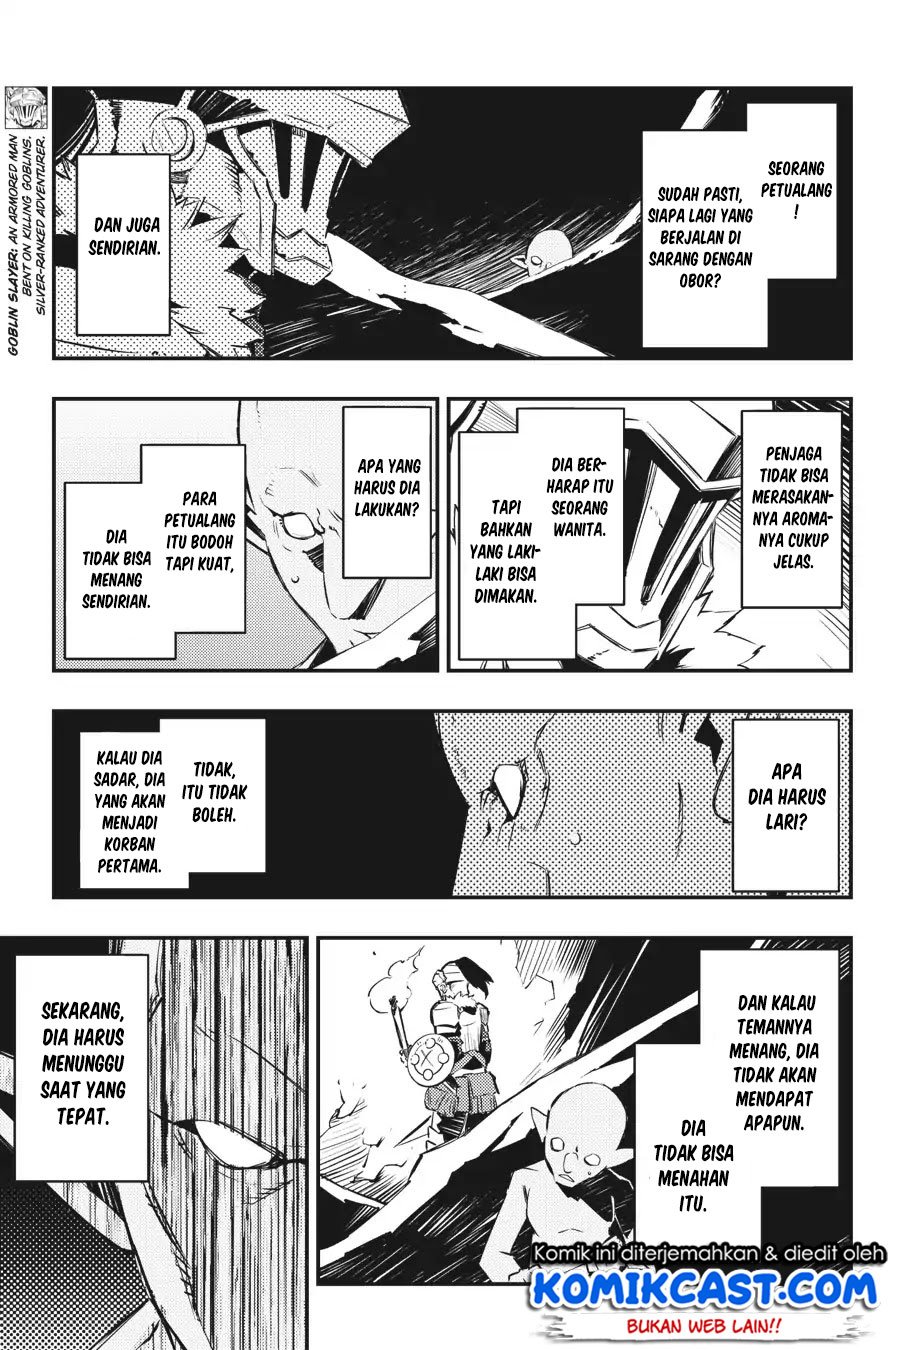 GOBLIN SLAYER: AN ARMORED MAN
BENT ON KILLING GOBLINS.
SILVER-RANKED ADVENTURER.
SEORANG
PETUALANG
!
SUDAH PASTI,
SIAPA LAGI YANG
BERJALAN DI
SARANG DENGAN
OBOR?
DAN JUGA
SENDIRIAN.
PENJAGA
TIDAK BISA
MERASAKAN-
NYA AROMA-
NYA CUKUP
JELAS.
DIA BER-
HARAP ITU
SEORANG
WANITA.
TAPI
BAHKAN
YANG LAKI-
LAKI BISA
DIMAKAN.
APA YANG
HARUS DIA
LAKUKAN?
PARA
PETUALANG
ITU BODOH
TAPI KUAT,
DIA
TIDAK BISA
MENANG
SENDIRIAN.
APA
DIA HARUS
LARI?
TIDAK,
ITU TIDAK
BOLEH.
KALAU DIA
SADAR, DIA
YANG AKAN
MENJADI
KORBAN
PERTAMA.
DAN KALAU
TEMANNYA
MENANG, DIA
TIDAK AKAN
MENDAPAT
APAPUN.
DIA
TIDAK BISA
MENAHAN
ITU.
SEKARANG,
DIA HARUS
MENUNGGU
SAAT YANG
TEPAT.
Komik ini diterjemahkan & diedit oleh
KOMIKCAST.COM
BUKAN WEB LAIN!!